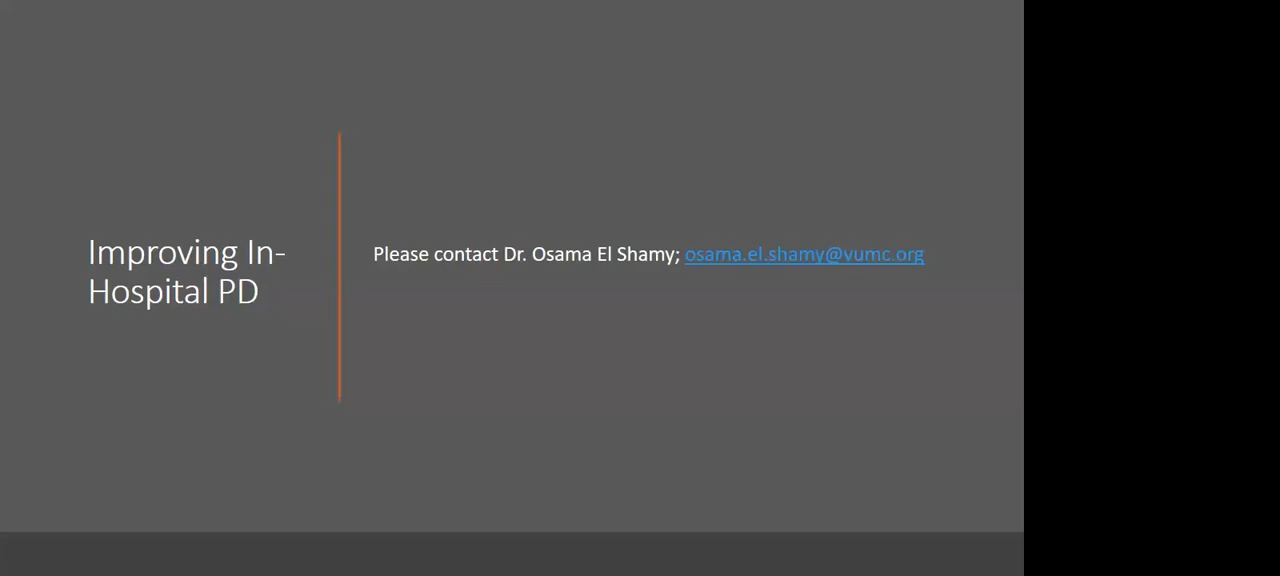 Improving In-
Hospital PD
Please contact Dr. Osama El Shamy; osama.el.shamy@vumc.org